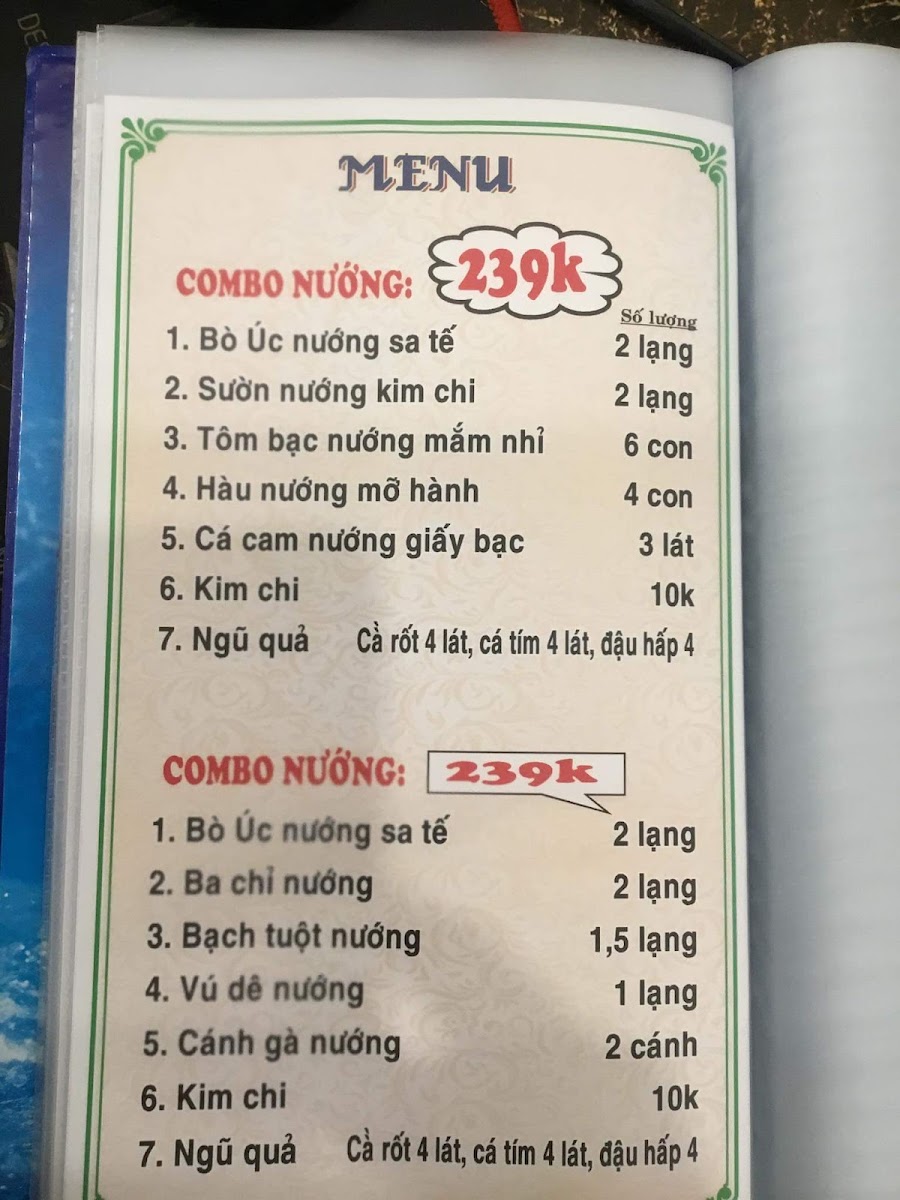 MENU
COMBO NƯỚNG: 239k
Số lượng
1. Bò Úc nướng sa tế 2 lạng
2. Sườn nướng kim chi 2 lạng
3. Tôm bạc nướng mắm nhỉ 6 con
4. Hàu nướng mỡ hành 4 con
5. Cá cam nướng giấy bạc 3 lát
6. Kim chi 10k
7. Ngũ quả Cà rốt 4 lát, cá tím 4 lát, đậu hấp 4
COMBO NƯỚNG: 239k
1. Bò Úc nướng sa tế 2 lạng
2. Ba chỉ nướng 2 lạng
3. Bạch tuột nướng 1,5 lạng
4. Vú dê nướng 1 lạng
5. Cánh gà nướng 2 cánh
6. Kim chi 10k
7. Ngũ quả Cà rốt 4 lát, cá tím 4 lát, đậu hấp 4